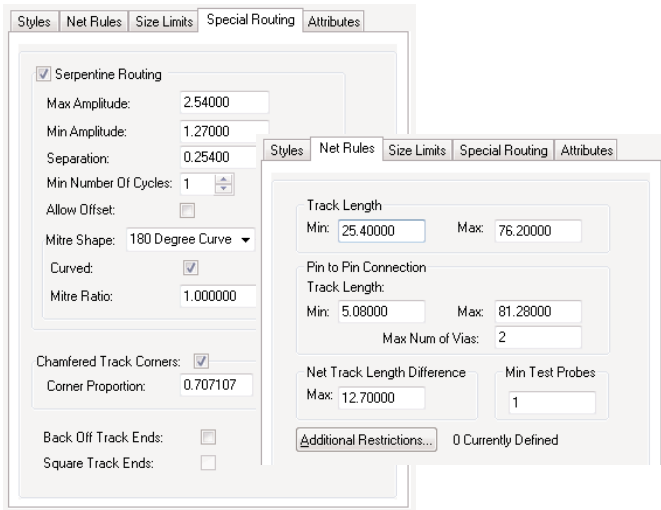 Styles Net Rules Size Limits Special Routing Attributes
Serpentine Routing
Max Amplitude: 2.54000
Min Amplitude: 1.27000
Separation: 0.25400
Min Number Of Cycles: 1
Allow Offset:
Mitre Shape: 180 Degree Curve
Curved:
Mitre Ratio: 1.000000
Chamfered Track Corners:
Corner Proportion: 0.707107
Back Off Track Ends:
Square Track Ends:
Styles Net Rules Size Limits Special Routing Attributes
Track Length
Min: 25.40000 Max: 76.20000
Pin to Pin Connection
Track Length:
Min: 5.08000 Max: 81.28000
Max Num of Vias: 2
Net Track Length Difference Min Test Probes
Max: 12.70000 1
Additional Restrictions... 0 Currently Defined